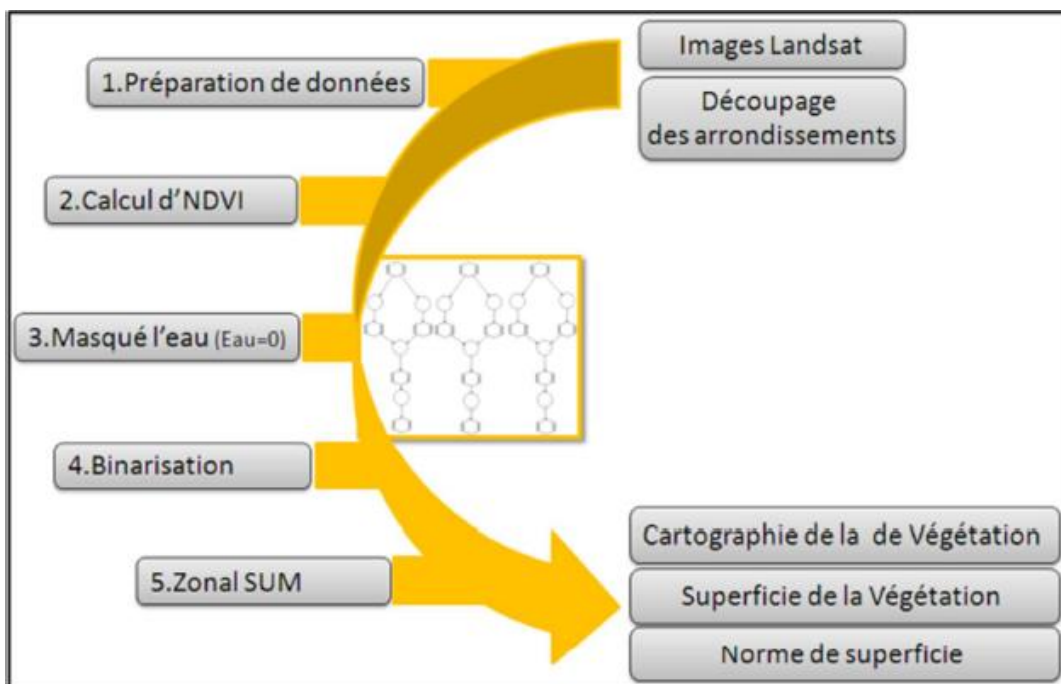 Images Landsat
1.Préparation de données
Découpage
des arrondissements
2.Calcul d'NDVI
3.Masqué l'eau (Eau=0)
4.Binarisation
5.Zonal SUM
Cartographie de la de Végétation
Superficie de la Végétation
Norme de superficie